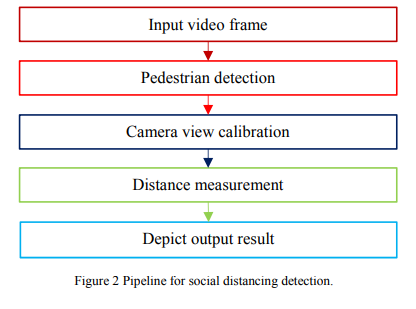 Input video frame
Pedestrian detection
Camera view calibration
Distance measurement
Depict output result
Figure 2 Pipeline for social distancing detection.